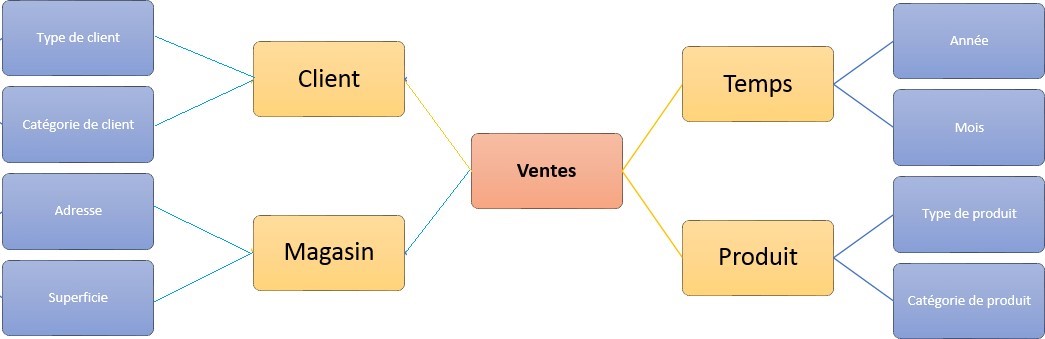 Type de client
Catégorie de client
Adresse
Superficie
Client
Magasin
Ventes
Temps
Produit
Année
Mois
Type de produit
Catégorie de produit